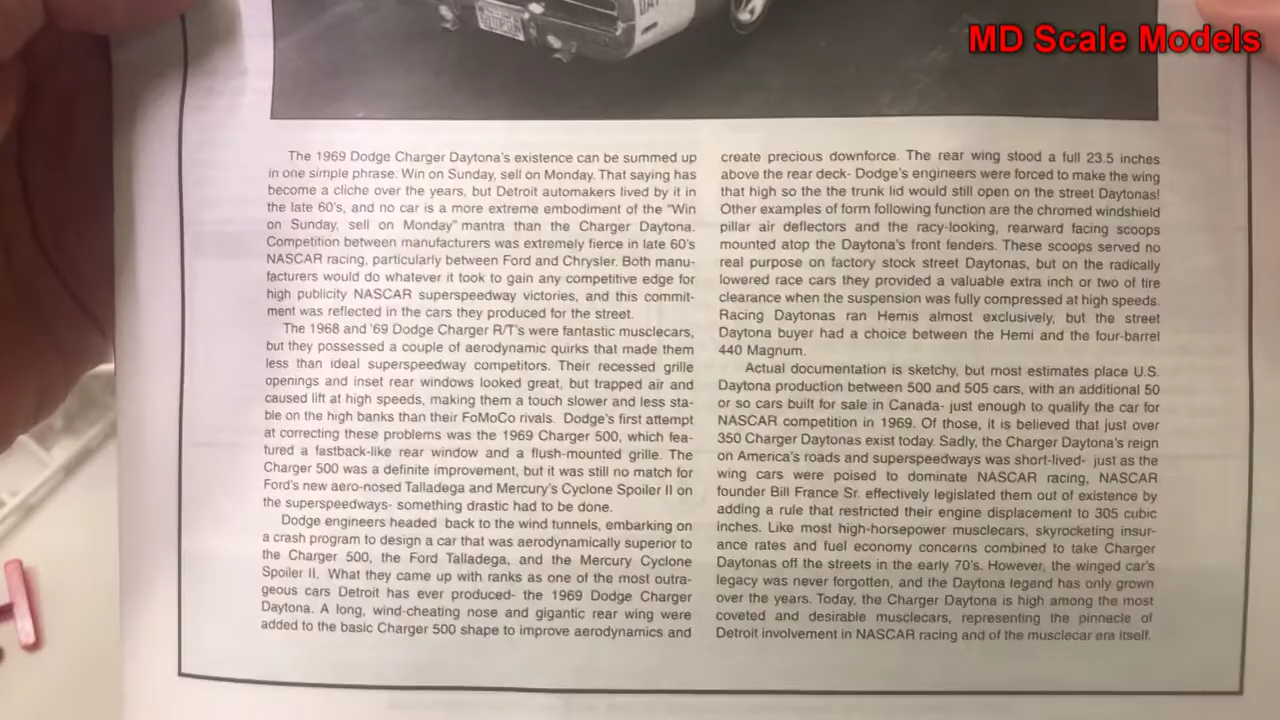 MD Scale Models
The 1969 Dodge Charger Daytona's existence can be summed up
in one simple phrase: Win on Sunday, sell on Monday. That saying has
become a cliche over the years, but Detroit automakers lived by it in
the late 60's, and no car is a more extreme embodiment of the "Win
on Sunday, sell on Monday" mantra than the Charger Daytona.
Competition between manufacturers was extremely fierce in late 60's
NASCAR racing, particularly between Ford and Chrysler. Both manu-
facturers would do whatever it took to gain any competitive edge for
high publicity NASCAR superspeedway victories, and this commit-
ment was reflected in the cars they produced for the street.
The 1968 and '69 Dodge Charger R/T's were fantastic musclecars,
but they possessed a couple of aerodynamic quirks that made them
less than ideal superspeedway competitors. Their recessed grille
openings and inset rear windows looked great, but trapped air and
caused lift at high speeds, making them a touch slower and less sta-
ble on the high banks than their FoMoCo rivals. Dodge's first attempt
at correcting these problems was the 1969 Charger 500, which fea-
tured a fastback-like rear window and a flush-mounted grille. The
Charger 500 was a definite improvement, but it was still no match for
Ford's new aero-nosed Talladega and Mercury's Cyclone Spoiler II on
the superspeedways- something drastic had to be done.
Dodge engineers headed back to the wind tunnels, embarking on
a crash program to design a car that was aerodynamically superior to
the Charger 500, the Ford Talladega, and the Mercury Cyclone
Spoiler II. What they came up with ranks as one of the most outra-
geous cars Detroit has ever produced- the 1969 Dodge Charger
Daytona. A long, wind-cheating nose and gigantic rear wing were
added to the basic Charger 500 shape to improve aerodynamics and
create precious downforce. The rear wing stood a full 23.5 inches
above the rear deck- Dodge's engineers were forced to make the wing
that high so the the trunk lid would still open on the street Daytonas!
Other examples of form following function are the chromed windshield
pillar air deflectors and the racy-looking, rearward facing scoops
mounted atop the Daytona's front fenders. These scoops served no
real purpose on factory stock street Daytonas, but on the radically
lowered race cars they provided a valuable extra inch or two of tire
clearance when the suspension was fully compressed at high speeds.
Racing Daytonas ran Hemis almost exclusively, but the street
Daytona buyer had a choice between the Hemi and the four-barrel
440 Magnum.
Actual documentation is sketchy, but most estimates place U.S.
Daytona production between 500 and 505 cars, with an additional 50
or so cars built for sale in Canada- just enough to qualify the car for
NASCAR competition in 1969. Of those, it is believed that just over
350 Charger Daytonas exist today. Sadly, the Charger Daytona's reign
on America's roads and superspeedways was short-lived- just as the
wing cars were poised to dominate NASCAR racing, NASCAR
founder Bill France Sr. effectively legislated them out of existence by
adding a rule that restricted their engine displacement to 305 cubic
inches. Like most high-horsepower musclecars, skyrocketing insur-
ance rates and fuel economy concerns combined to take Charger
Daytonas off the streets in the early 70's. However, the winged car's
legacy was never forgotten, and the Daytona legend has only grown
over the years. Today, the Charger Daytona is high among the most
coveted and desirable musclecars, representing the pinnacle of
Detroit involvement in NASCAR racing and of the musclecar era itself.